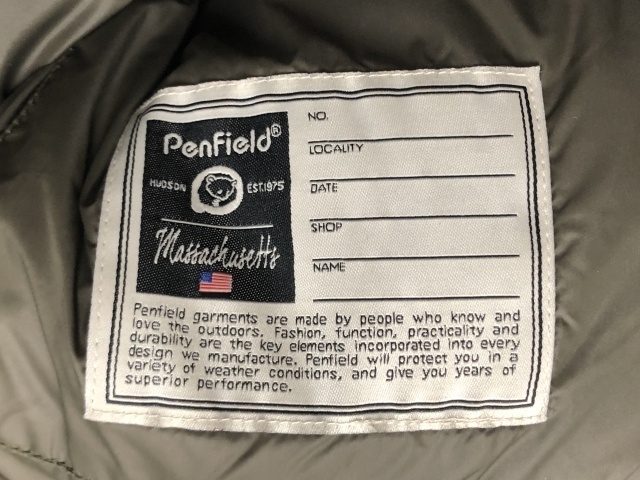 Penfield®
HUDSON EST.1975
Massachusetts
NO.
LOCALITY
DATE
SHOP
NAME
Penfield garments are made by people who know and
love the outdoors. Fashion, function, practicality and
durability are the key elements incorporated into every
design we manufacture. Penfield will protect you in a
variety of weather conditions, and give you years of
superior performance.